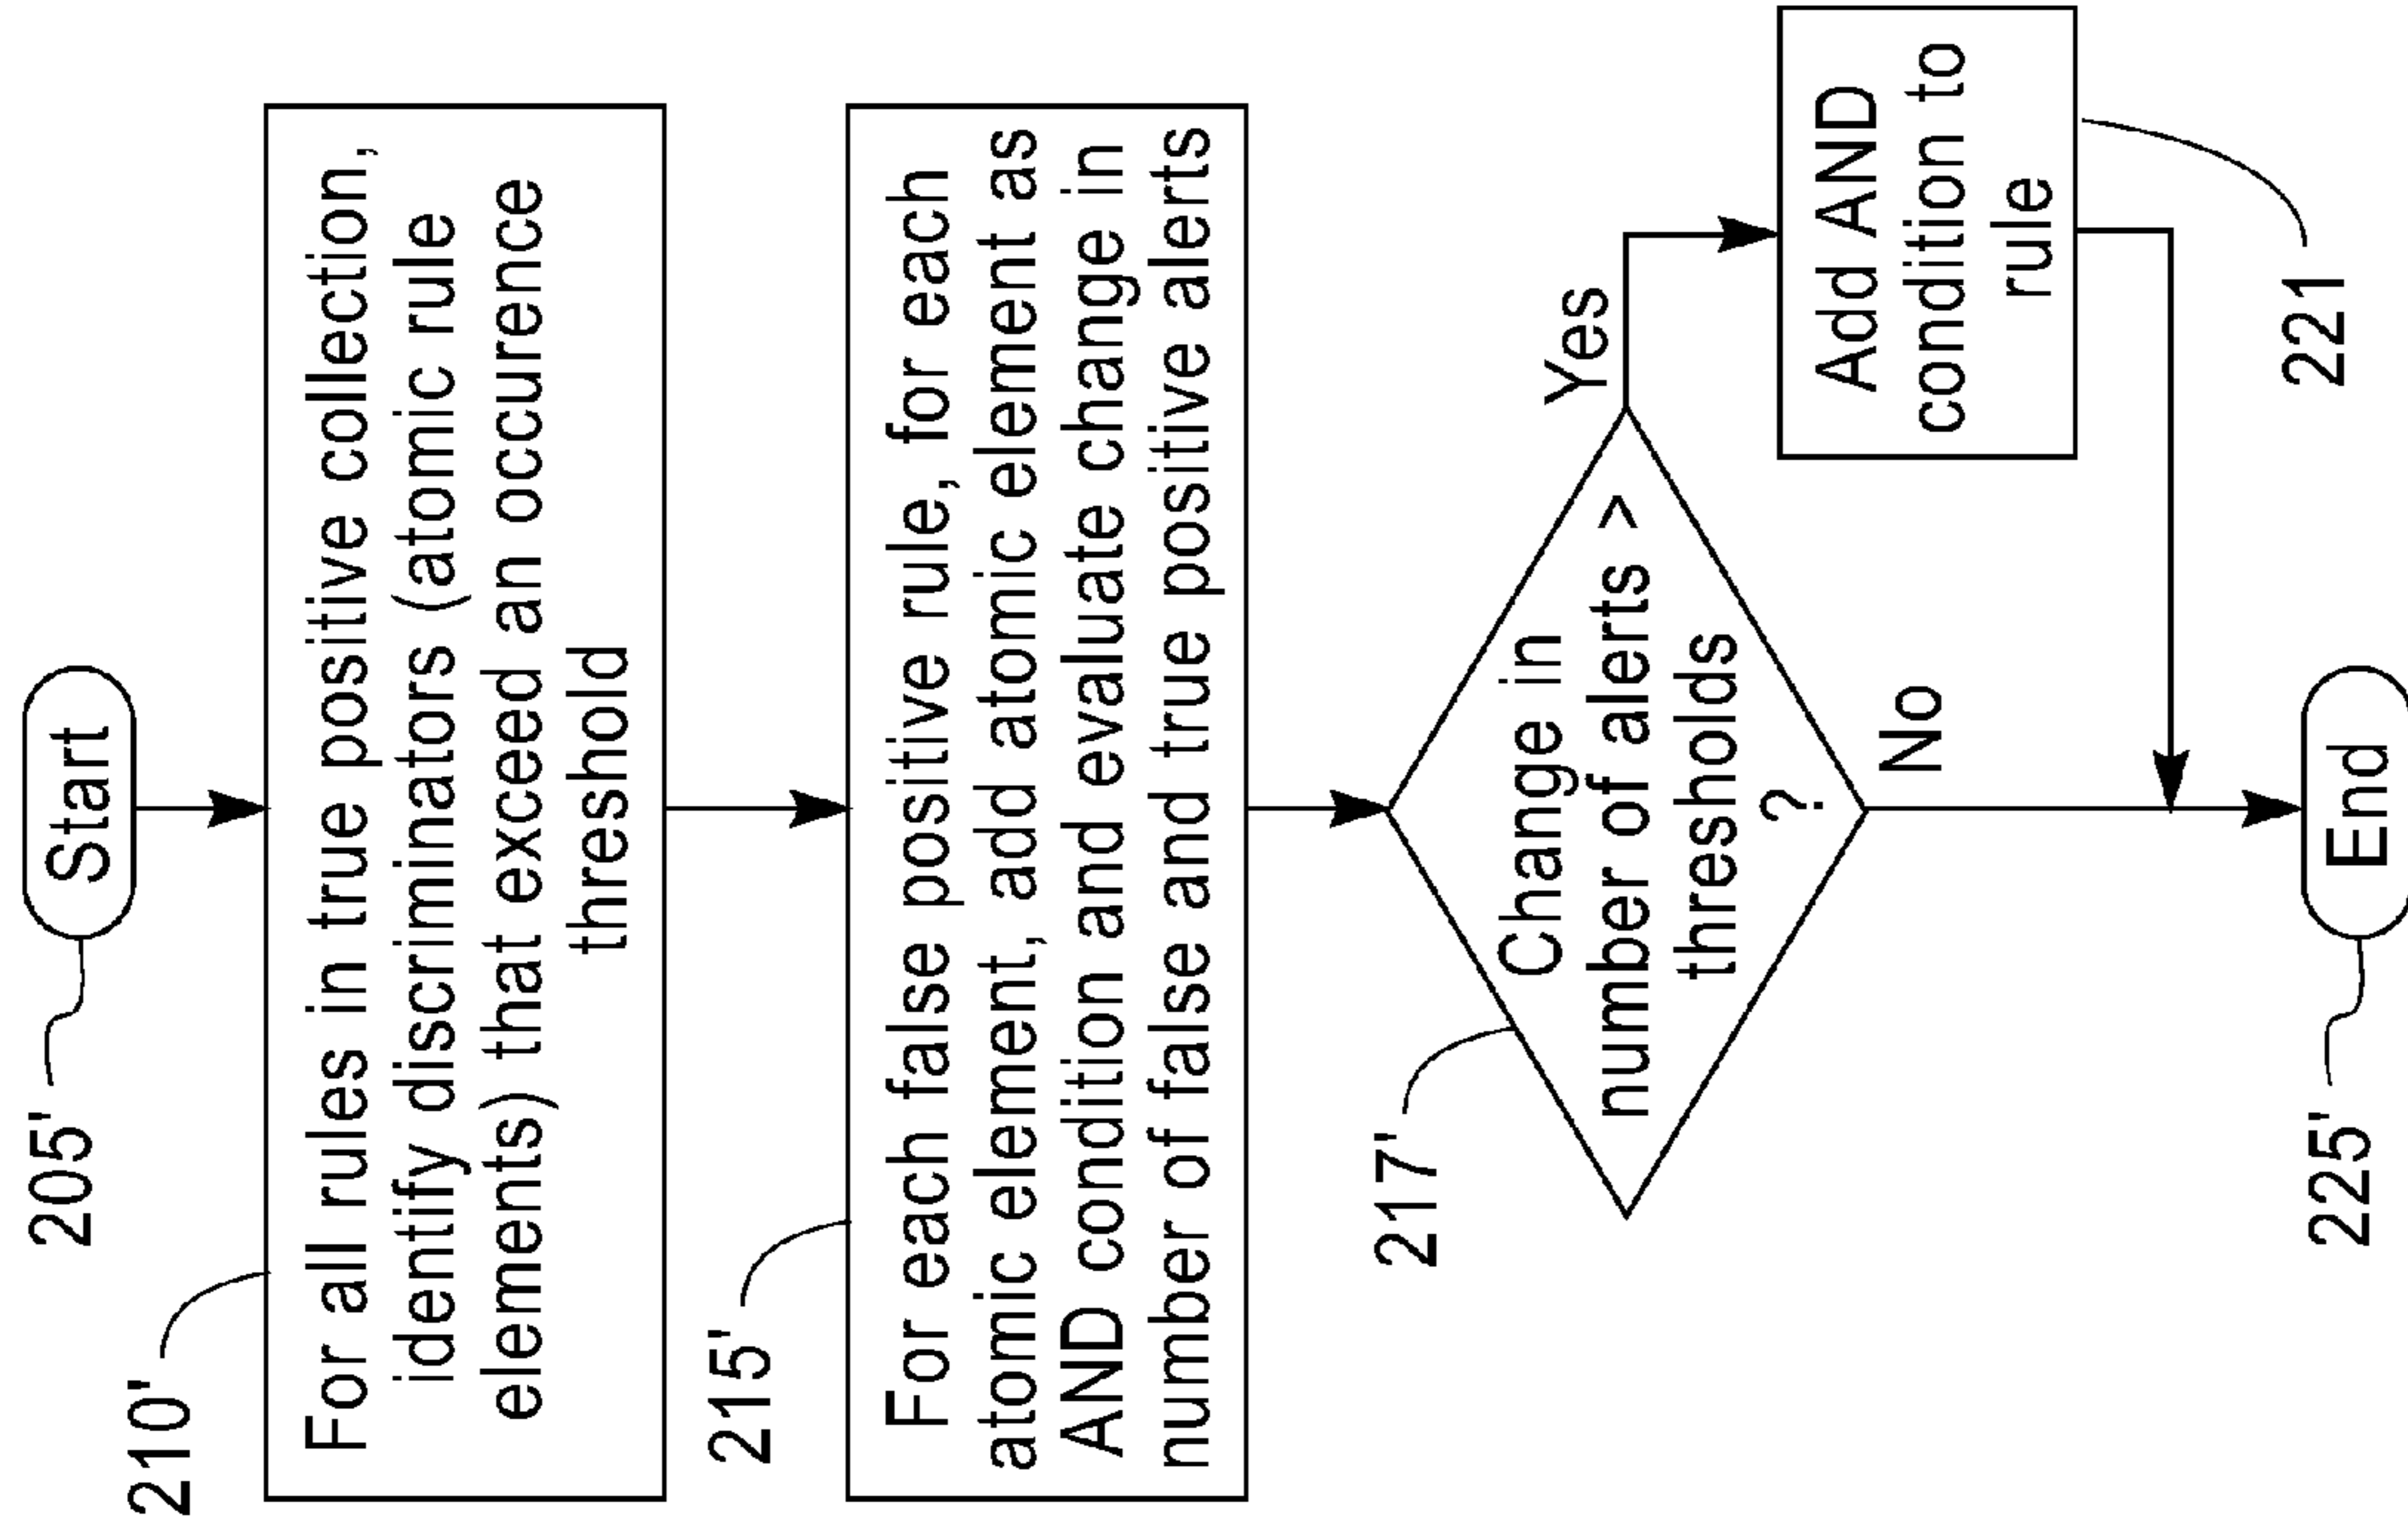 205'
Start
210'
For all rules in true positive collection,
identify discriminators (atomic rule
elements) that exceed an occurence
threshold
215'
For each false positive rule, for each
atomic element, add atomic element as
AND condition and evaluate change in
number of false and true positive alerts
217'
Change in
number of alerts >
thresholds
?
Yes
No
Add AND
condition to
rule
221
225'
End